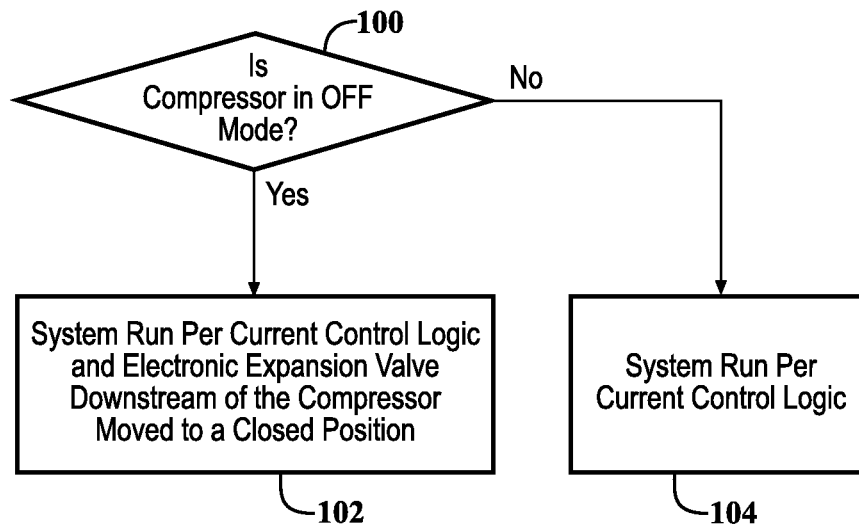 100
Is
Compressor in OFF
Mode?
No
Yes
System Run Per Current Control Logic
and Electronic Expansion Valve
Downstream of the Compressor
Moved to a Closed Position
System Run Per
Current Control Logic
102
104